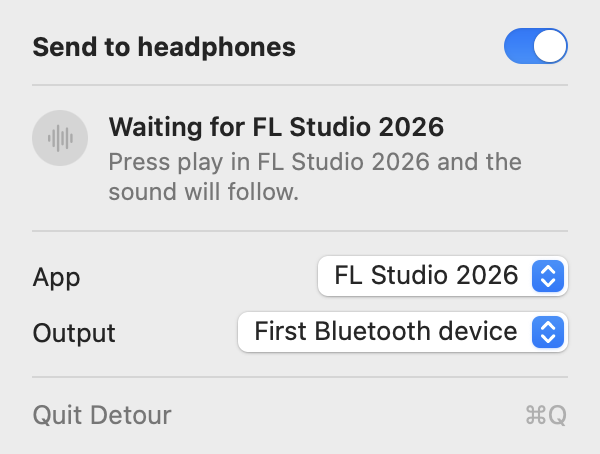 Send to headphones
Waiting for FL Studio 2026
Press play in FL Studio 2026 and the
sound will follow.
App FL Studio 2026
Output First Bluetooth device
Quit Detour ⌘Q